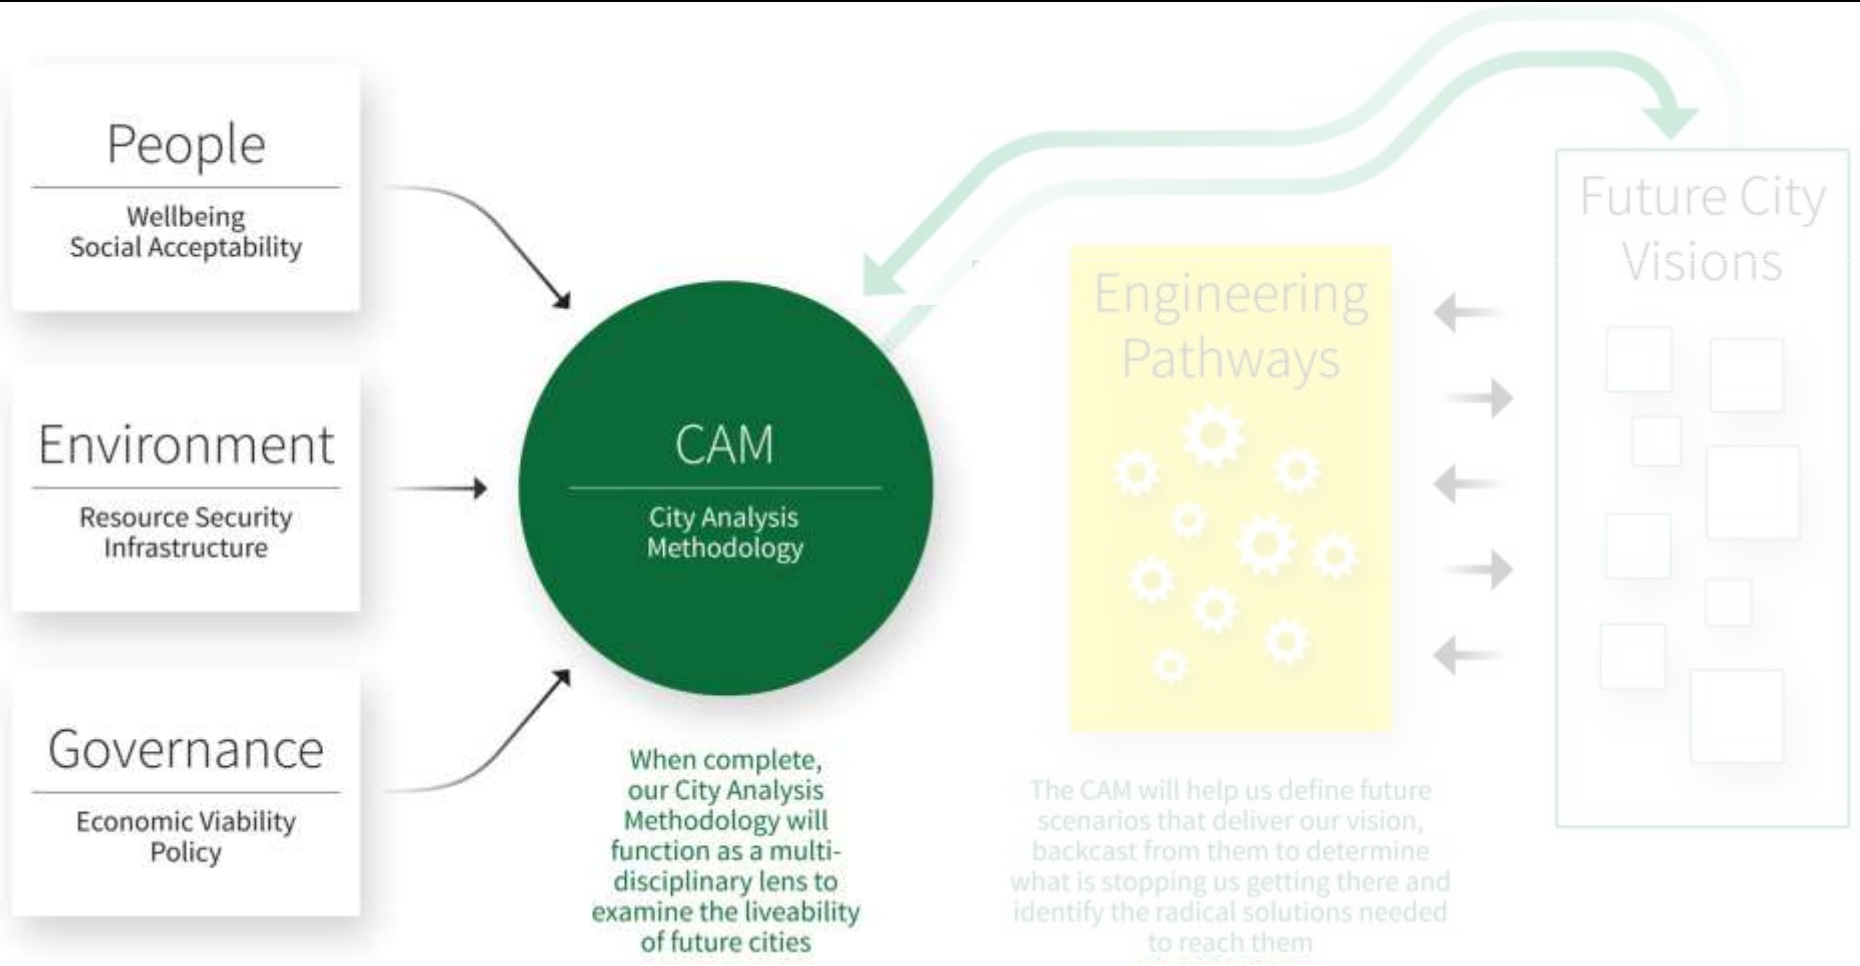 People
Wellbeing
Social Acceptability
Environment
Resource Security
Infrastructure
Governance
Economic Viability
Policy
CAM
City Analysis
Methodology
When complete,
our City Analysis
Methodology will
function as a multi-
disciplinary lens to
examine the liveability
of future cities
Engineering
Pathways
The CAM will help us define future
scenarios that deliver our vision,
backcast from them to determine
what is stopping us getting there and
identify the radical solutions needed
to reach them
Future City
Visions